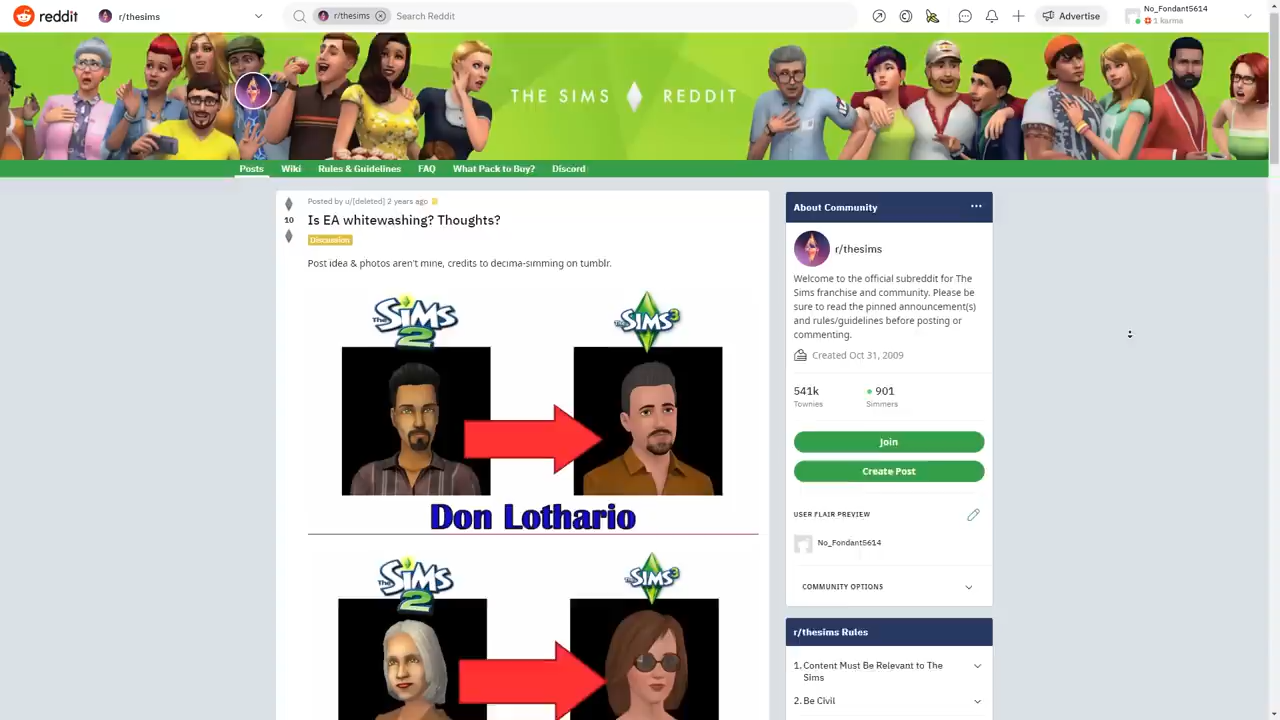 reddit
r/thesims
r/thesims
Search Reddit
Advertise
No_Fondant5614
1 karma
THE SIMS REDDIT
Posts
Wiki
Rules & Guidelines
FAQ
What Pack to Buy?
Discord
Posted by u/[deleted] 2 years ago
10
Is EA whitewashing? Thoughts?
Discussion
Post idea & photos aren't mine, credits to decima-simming on tumblr.
The SiMS 2
The SiMS 3
Don Lothario
The SiMS 2
The SiMS 3
About Community
r/thesims
Welcome to the official subreddit for The
Sims franchise and community. Please be
sure to read the pinned announcement(s)
and rules/guidelines before posting or
commenting.
Created Oct 31, 2009
541k
901
Townies
Simmers
Join
Create Post
USER FLAIR PREVIEW
No_Fondant5614
COMMUNITY OPTIONS
r/thesims Rules
1. Content Must Be Relevant to The
Sims
2. Be Civil